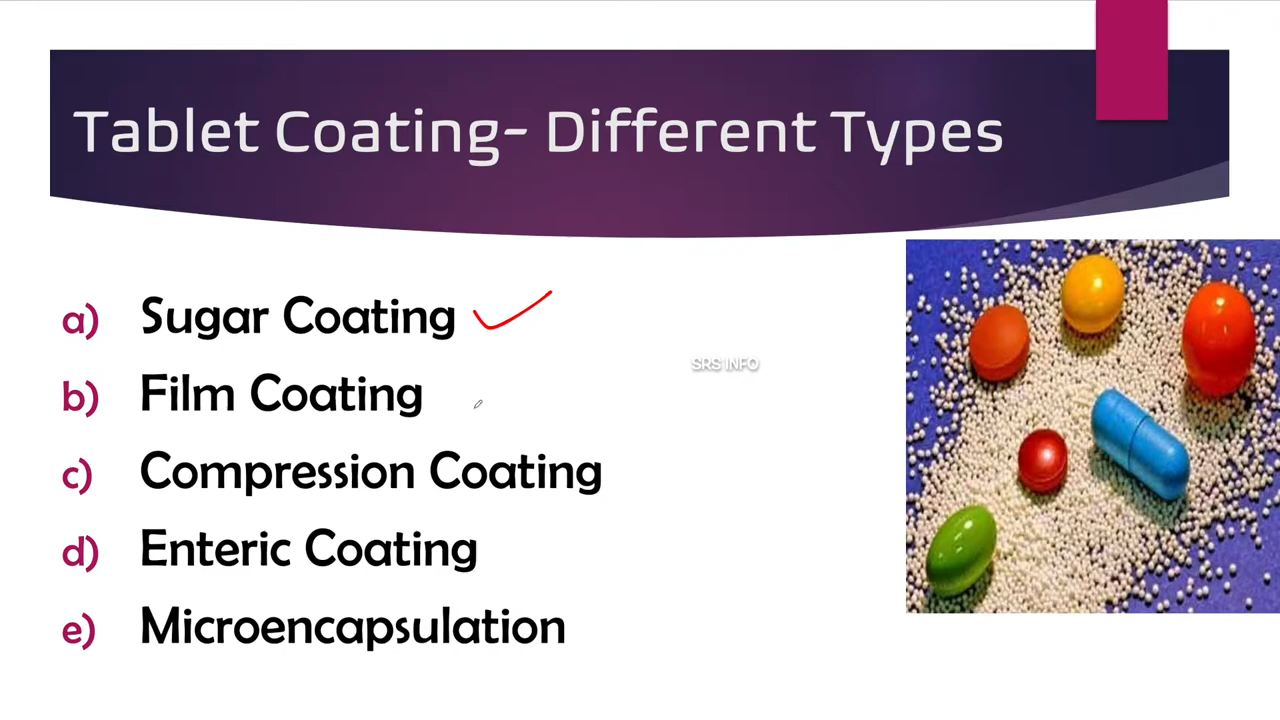 Tablet Coating- Different Types
a) Sugar Coating
SRS INFO
b) Film Coating
c) Compression Coating
d) Enteric Coating
e) Microencapsulation